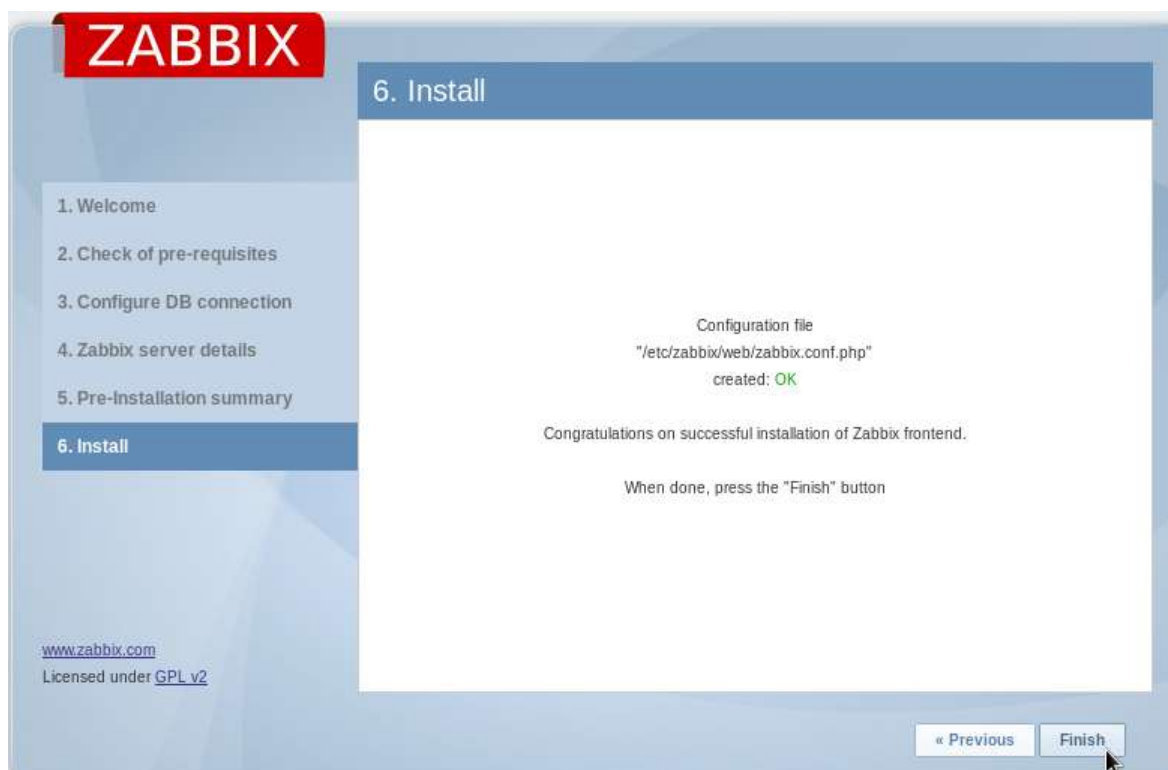 ZABBIX
6. Install
1. Welcome
2. Check of pre-requisites
3. Configure DB connection
4. Zabbix server details
5. Pre-Installation summary
6. Install
Configuration file
"/etc/zabbix/web/zabbix.conf.php"
created: OK
Congratulations on successful installation of Zabbix frontend.
When done, press the "Finish" button
www.zabbix.com
Licensed under GPL v2
« Previous
Finish